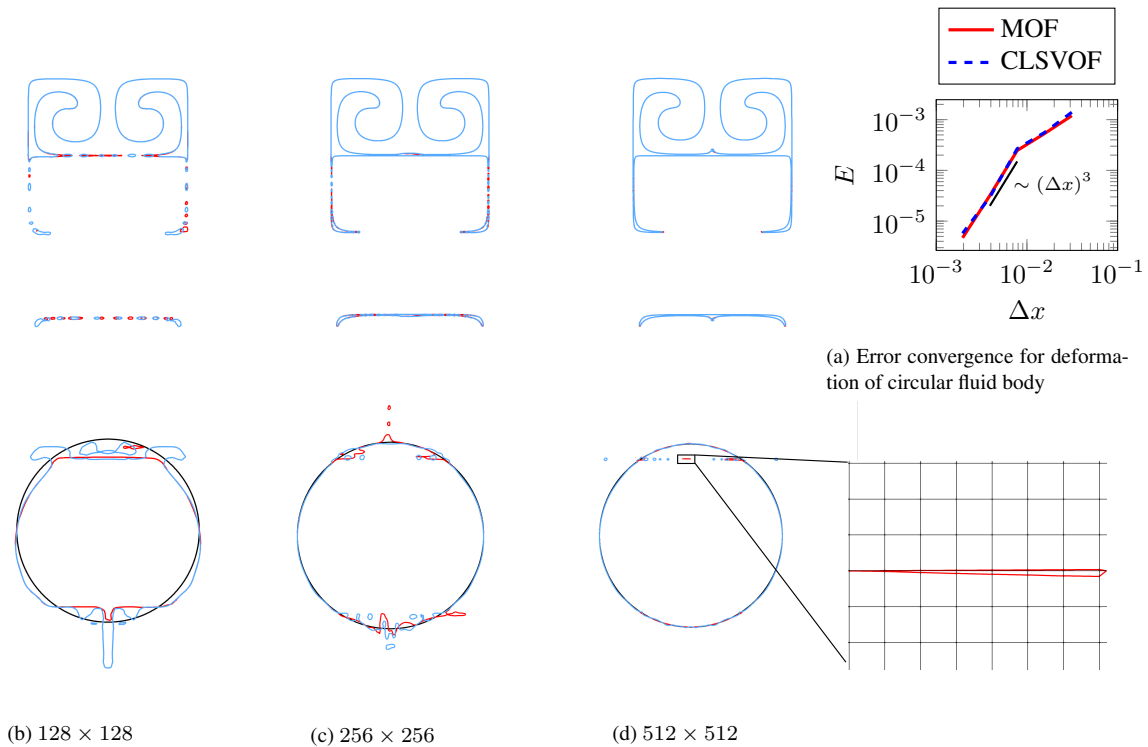 MOF
CLSVOF
10⁻³
10⁻⁴
10⁻⁵
E
∼ (Δx)³
10⁻³
10⁻²
10⁻¹
Δx
(a) Error convergence for deforma-
tion of circular fluid body
(b) 128 × 128
(c) 256 × 256
(d) 512 × 512